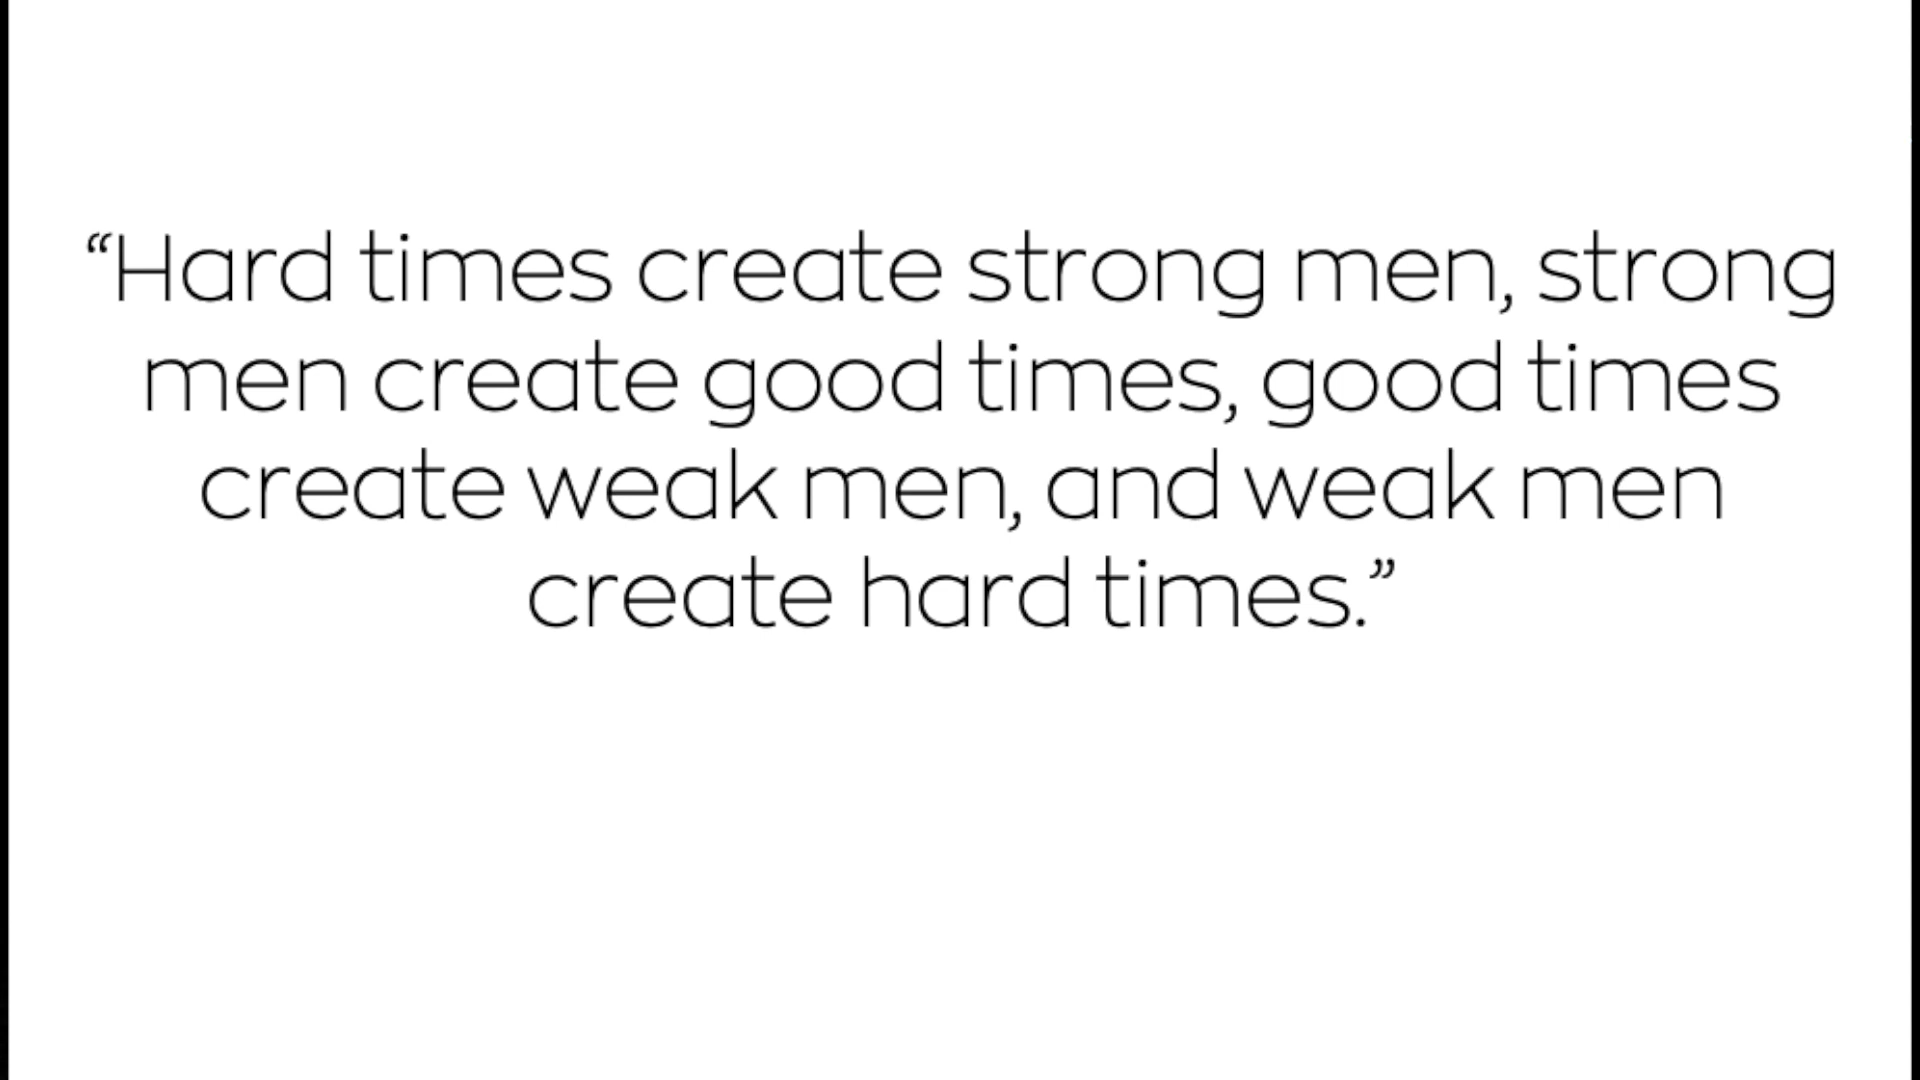 “Hard times create strong men, strong
men create good times, good times
create weak men, and weak men
create hard times.”